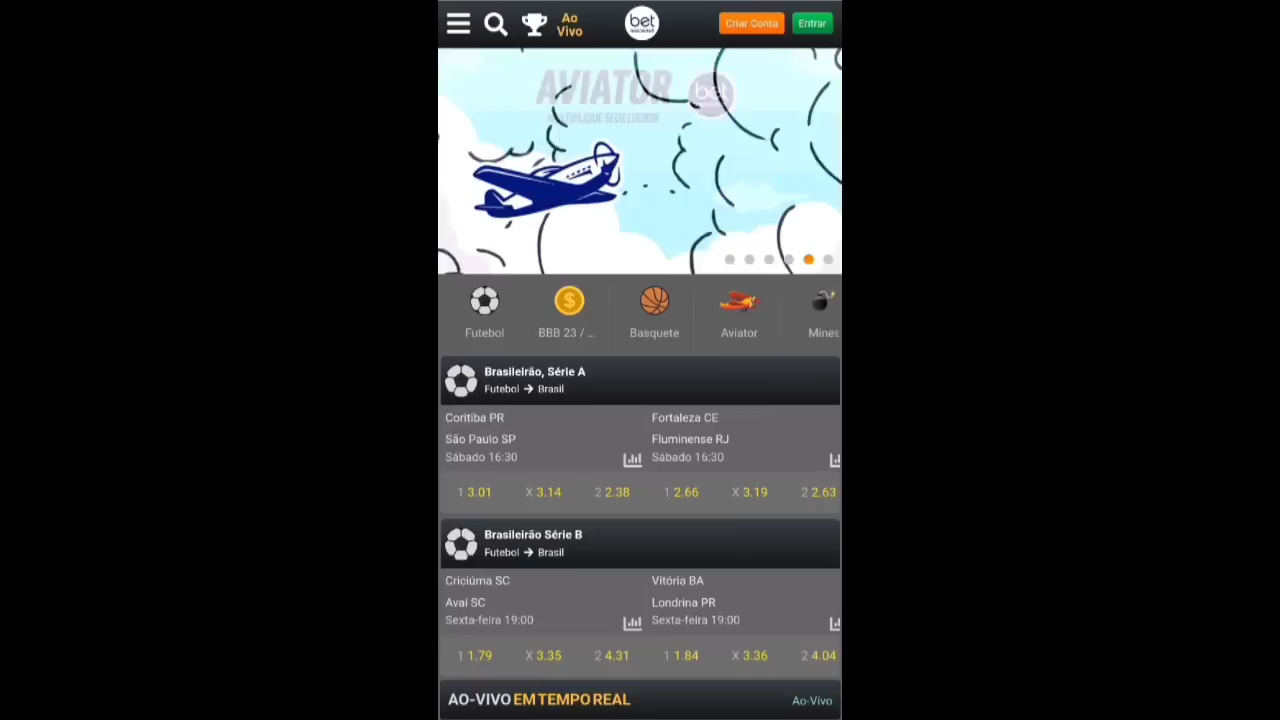 Ao
Vivo
bet
Criar Conta
Entrar
AVIATOR
bet
Futebol
BBB 23 / ...
Basquete
Aviator
Mines
Brasileirão, Série A
Futebol → Brasil
Coritiba PR
São Paulo SP
Sábado 16:30
Fortaleza CE
Fluminense RJ
Sábado 16:30
1 3.01 X 3.14 2 2.38
1 2.66 X 3.19 2 2.63
Brasileirão Série B
Futebol → Brasil
Criciúma SC
Avaí SC
Sexta-feira 19:00
Vitória BA
Londrina PR
Sexta-feira 19:00
1 1.79 X 3.35 2 4.31
1 1.84 X 3.36 2 4.04
AO-VIVO EM TEMPO REAL
Ao-Vivo